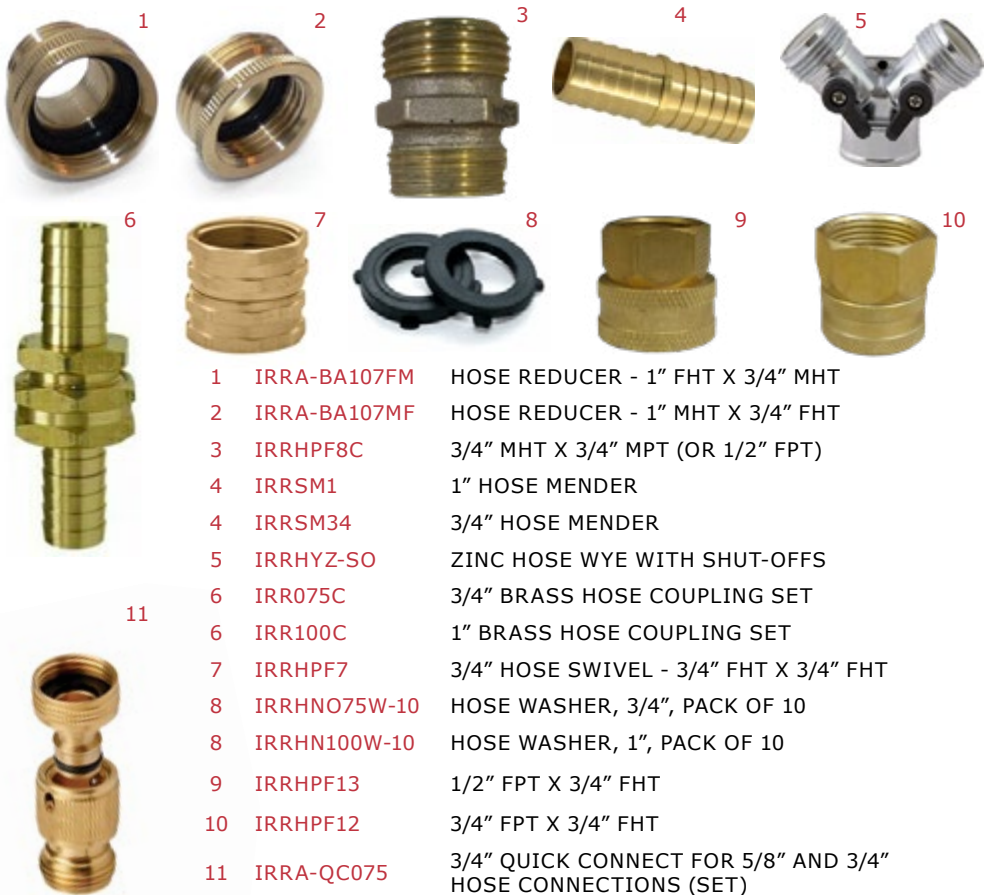 1
2
3
4
5
6
7
8
9
10
1 IRRA-BA107FM HOSE REDUCER - 1” FHT X 3/4” MHT
2 IRRA-BA107MF HOSE REDUCER - 1” MHT X 3/4” FHT
3 IRRHPF8C 3/4” MHT X 3/4” MPT (OR 1/2” FPT)
4 IRRSM1 1” HOSE MENDER
4 IRRSM34 3/4” HOSE MENDER
5 IRRHYZ-SO ZINC HOSE WYE WITH SHUT-OFFS
6 IRR075C 3/4” BRASS HOSE COUPLING SET
11
6 IRR100C 1” BRASS HOSE COUPLING SET
7 IRRHPF7 3/4” HOSE SWIVEL - 3/4” FHT X 3/4” FHT
8 IRRHNO75W-10 HOSE WASHER, 3/4”, PACK OF 10
8 IRRHN100W-10 HOSE WASHER, 1”, PACK OF 10
9 IRRHPF13 1/2” FPT X 3/4” FHT
10 IRRHPF12 3/4” FPT X 3/4” FHT
11 IRRA-QC075 3/4” QUICK CONNECT FOR 5/8” AND 3/4”
HOSE CONNECTIONS (SET)